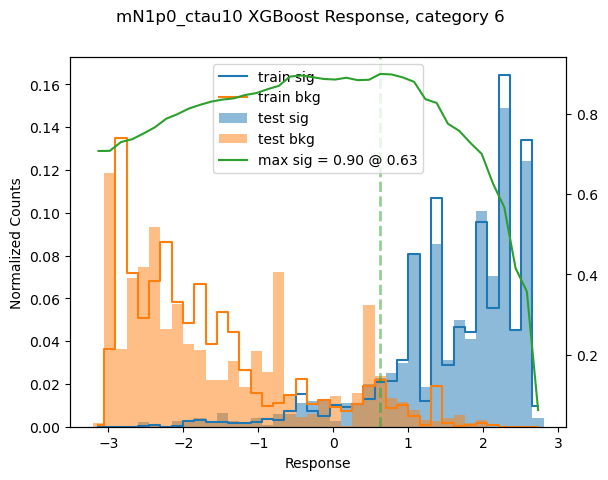 mN1p0_ctau10 XGBoost Response, category 6
train sig
train bkg
test sig
test bkg
max sig = 0.90 @ 0.63
Normalized Counts
0.16
0.14
0.12
0.10
0.08
0.06
0.04
0.02
0.00
0.8
0.6
0.4
0.2
−3
−2
−1
0
1
2
3
Response